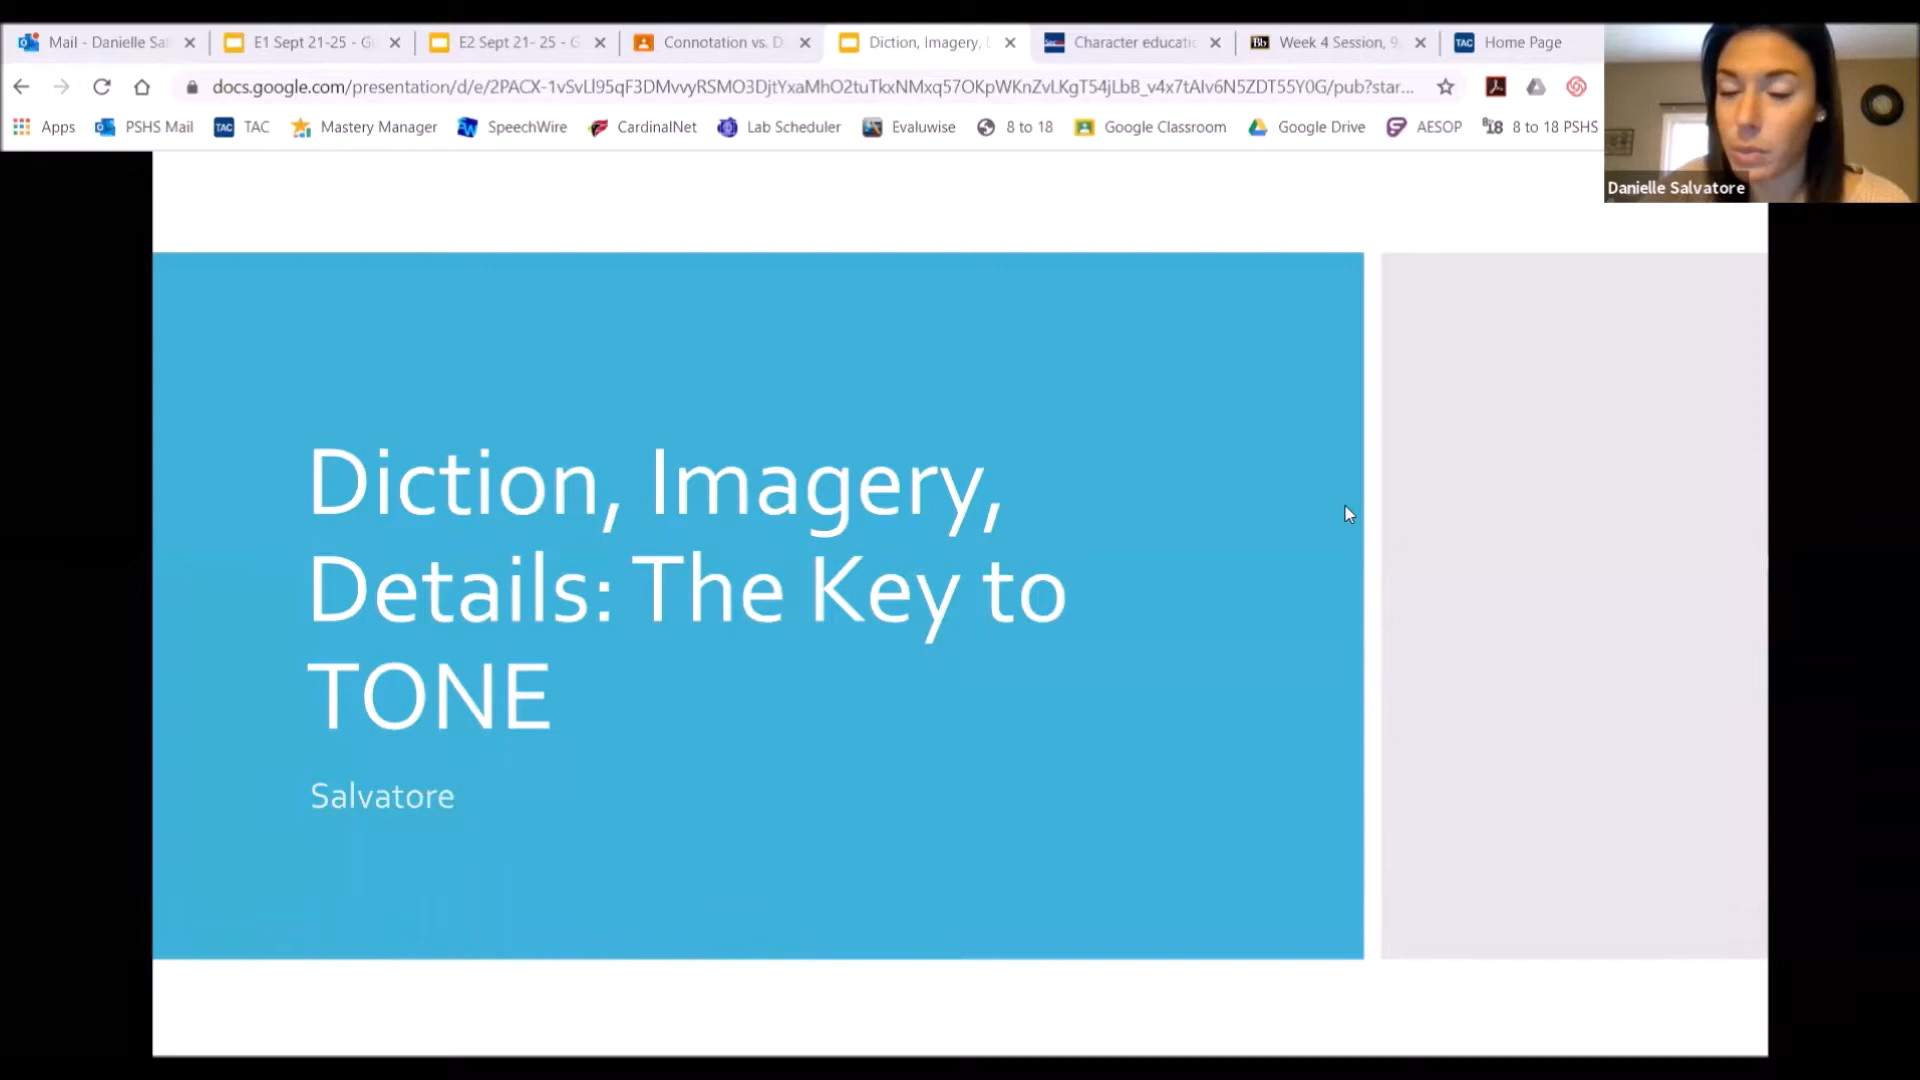 Mail - Danielle Sa
E1 Sept 21-25 - G
E2 Sept 21- 25 - G
Connotation vs. D
Diction, Imagery,
Character educati
Week 4 Session, 9
Home Page
docs.google.com/presentation/d/e/2PACX-1vSvLl95qF3DMvvyRSMO3DjtYxaMhO2tuTkxNMxq57OKpWKnZvLKgT54jLbB_v4x7tAIv6N5ZDT55Y0G/pub?star...
Apps
PSHS Mail
TAC
Mastery Manager
SpeechWire
CardinalNet
Lab Scheduler
Evaluwise
8 to 18
Google Classroom
Google Drive
AESOP
8 to 18 PSHS
Danielle Salvatore
Diction, Imagery,
Details: The Key to
TONE
Salvatore